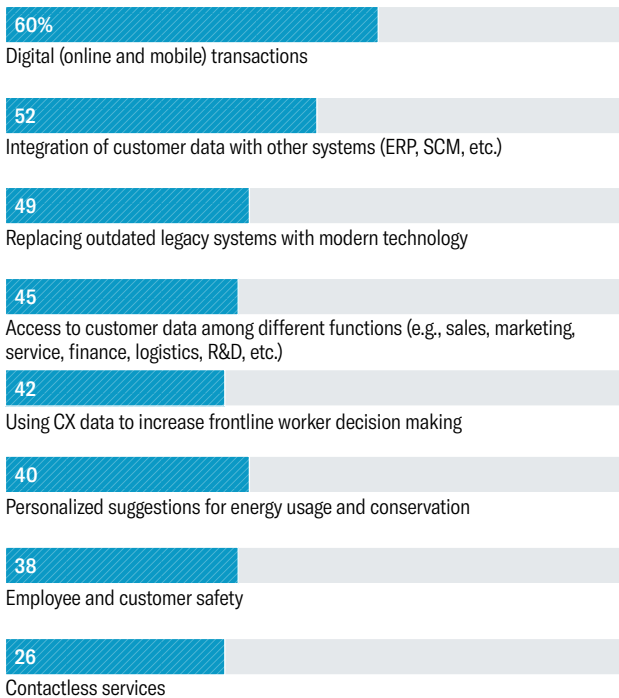 60%
Digital (online and mobile) transactions
52
Integration of customer data with other systems (ERP, SCM, etc.)
49
Replacing outdated legacy systems with modern technology
45
Access to customer data among different functions (e.g., sales, marketing,
service, finance, logistics, R&D, etc.)
42
Using CX data to increase frontline worker decision making
40
Personalized suggestions for energy usage and conservation
38
Employee and customer safety
26
Contactless services